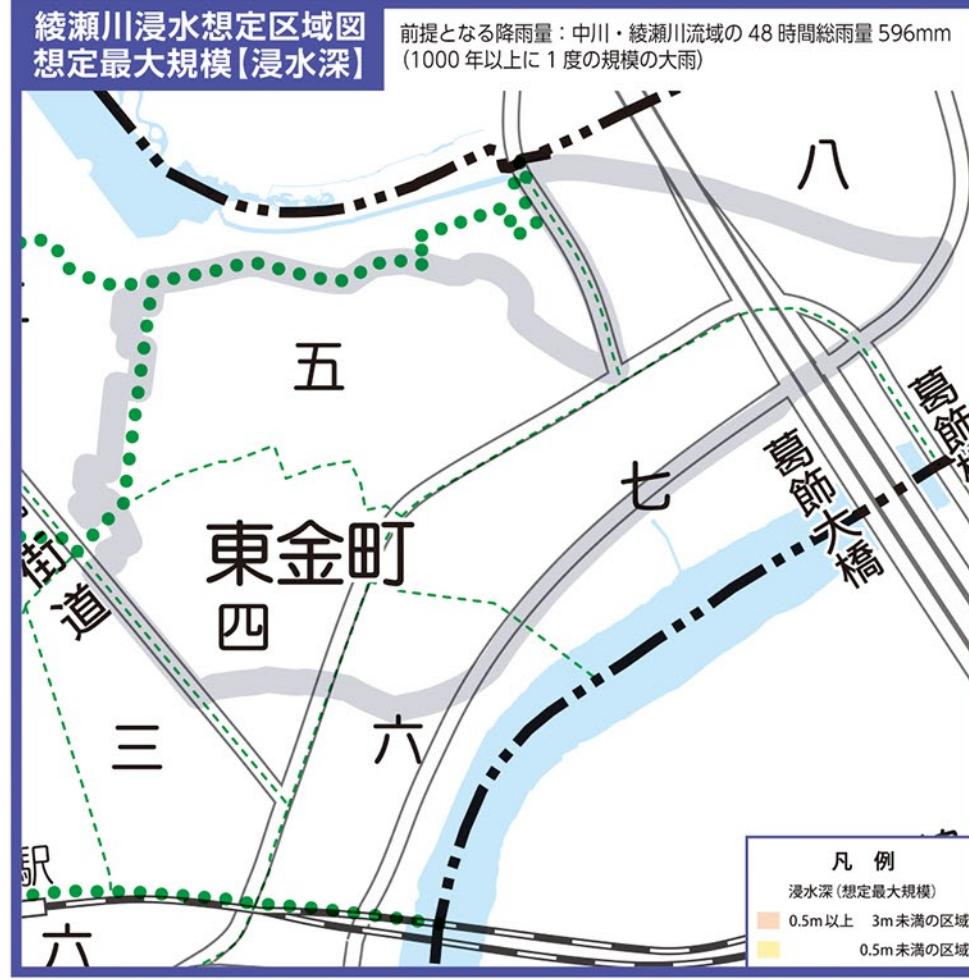 綾瀬川浸水想定区域図
想定最大規模【浸水深】
前提となる降雨量：中川・綾瀬川流域の48時間総雨量596mm
（1000年以上に1度の規模の大雨）
八
五
七
葛飾
葛飾大橋
東金町
四
街道
三
六
駅
六
凡 例
浸水深（想定最大規模）
0.5m以上 3m未満の区域
0.5m未満の区域